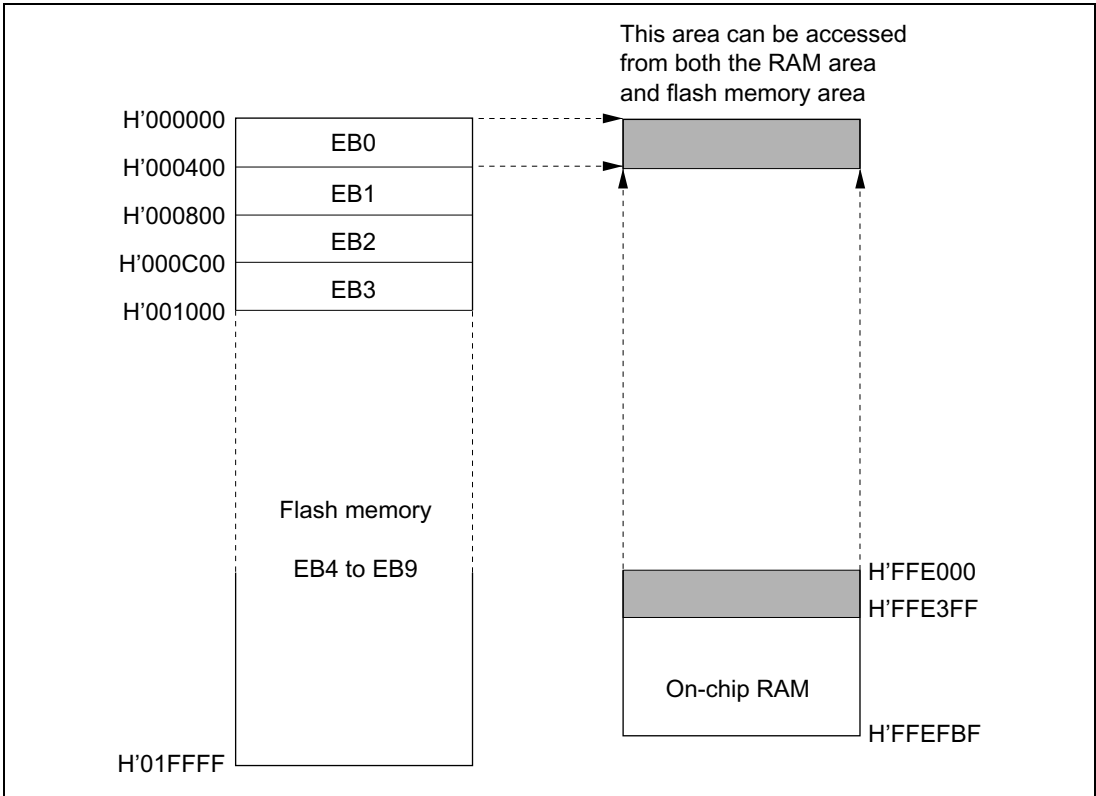 This area can be accessed
from both the RAM area
and flash memory area
H’000000
EB0
H’000400
EB1
H’000800
EB2
H’000C00
EB3
H’001000
Flash memory
EB4 to EB9
H’FFE000
H’FFE3FF
On-chip RAM
H’FFEFBF
H’01FFFF